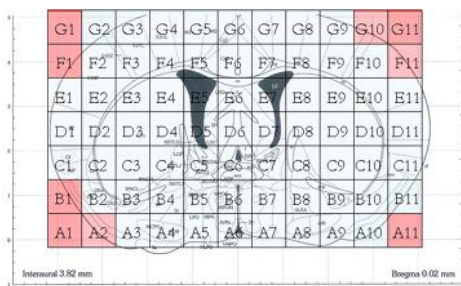 G1 G2 G3 G4 G5 G6 G7 G8 G9 G10 G11
F1 F2 F3 F4 F5 F6 F7 F8 F9 F10 F11
E1 E2 E3 E4 E5 E6 E7 E8 E9 E10 E11
D1 D2 D3 D4 D5 D6 D7 D8 D9 D10 D11
C1 C2 C3 C4 C5 C6 C7 C8 C9 C10 C11
B1 B2 B3 B4 B5 B6 B7 B8 B9 B10 B11
A1 A2 A3 A4 A5 A6 A7 A8 A9 A10 A11
Interaural 3.82 mm
Bregma 0.02 mm